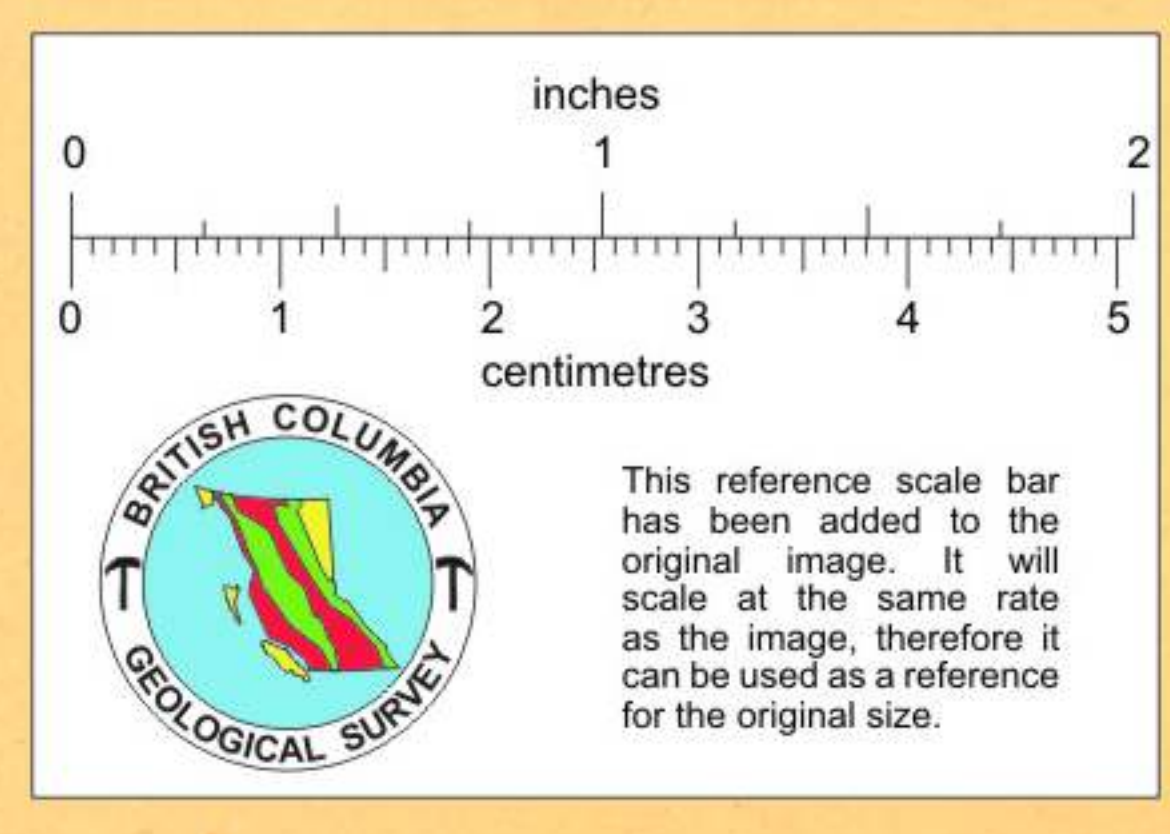 inches
0 1 2
0 1 2 3 4 5
centimetres
BRITISH COLUMBIA
GEOLOGICAL SURVEY
This reference scale bar
has been added to the
original image. It will
scale at the same rate
as the image, therefore it
can be used as a reference
for the original size.